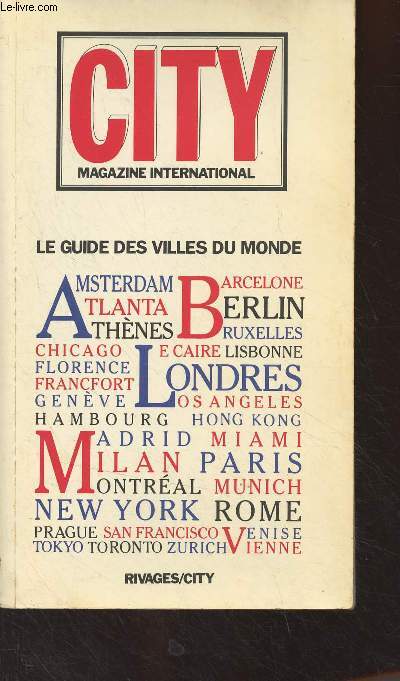 Le-livre.com
CITY
MAGAZINE INTERNATIONAL
LE GUIDE DES VILLES DU MONDE
AMSTERDAM BARCELONE
ATLANTA BERLIN
ATHÈNES BRUXELLES
CHICAGO LE CAIRE LISBONNE
FLORENCE LONDRES
FRANCFORT
GENÈVE LOS ANGELES
HAMBOURG HONG KONG
MADRID MIAMI
MILAN PARIS
MONTRÉAL MUNICH
NEW YORK ROME
PRAGUE SAN FRANCISCO VENISE
TOKYO TORONTO ZURICH VIENNE
RIVAGES/CITY